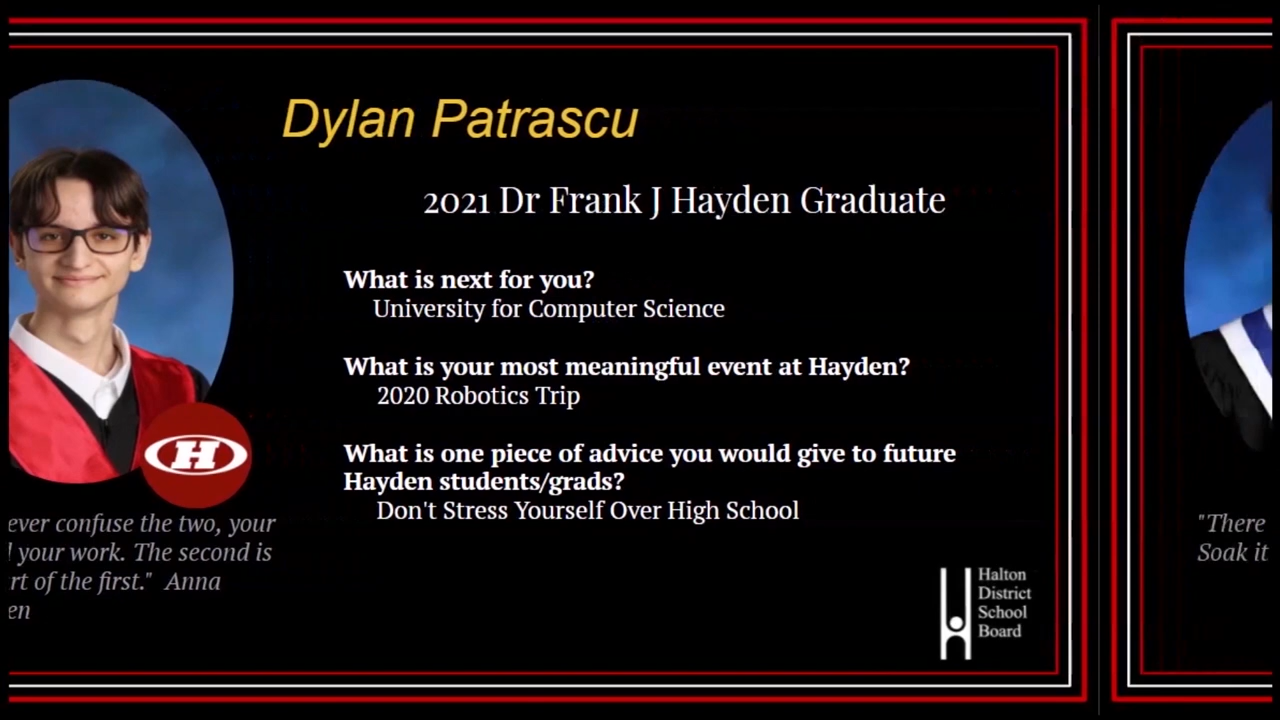 Dylan Patrascu
2021 Dr Frank J Hayden Graduate
What is next for you?
University for Computer Science
What is your most meaningful event at Hayden?
2020 Robotics Trip
What is one piece of advice you would give to future
Hayden students/grads?
Don't Stress Yourself Over High School
H
ever confuse the two, your
your work. The second is
rt of the first." Anna
en
Halton
District
School
Board
"There
Soak it